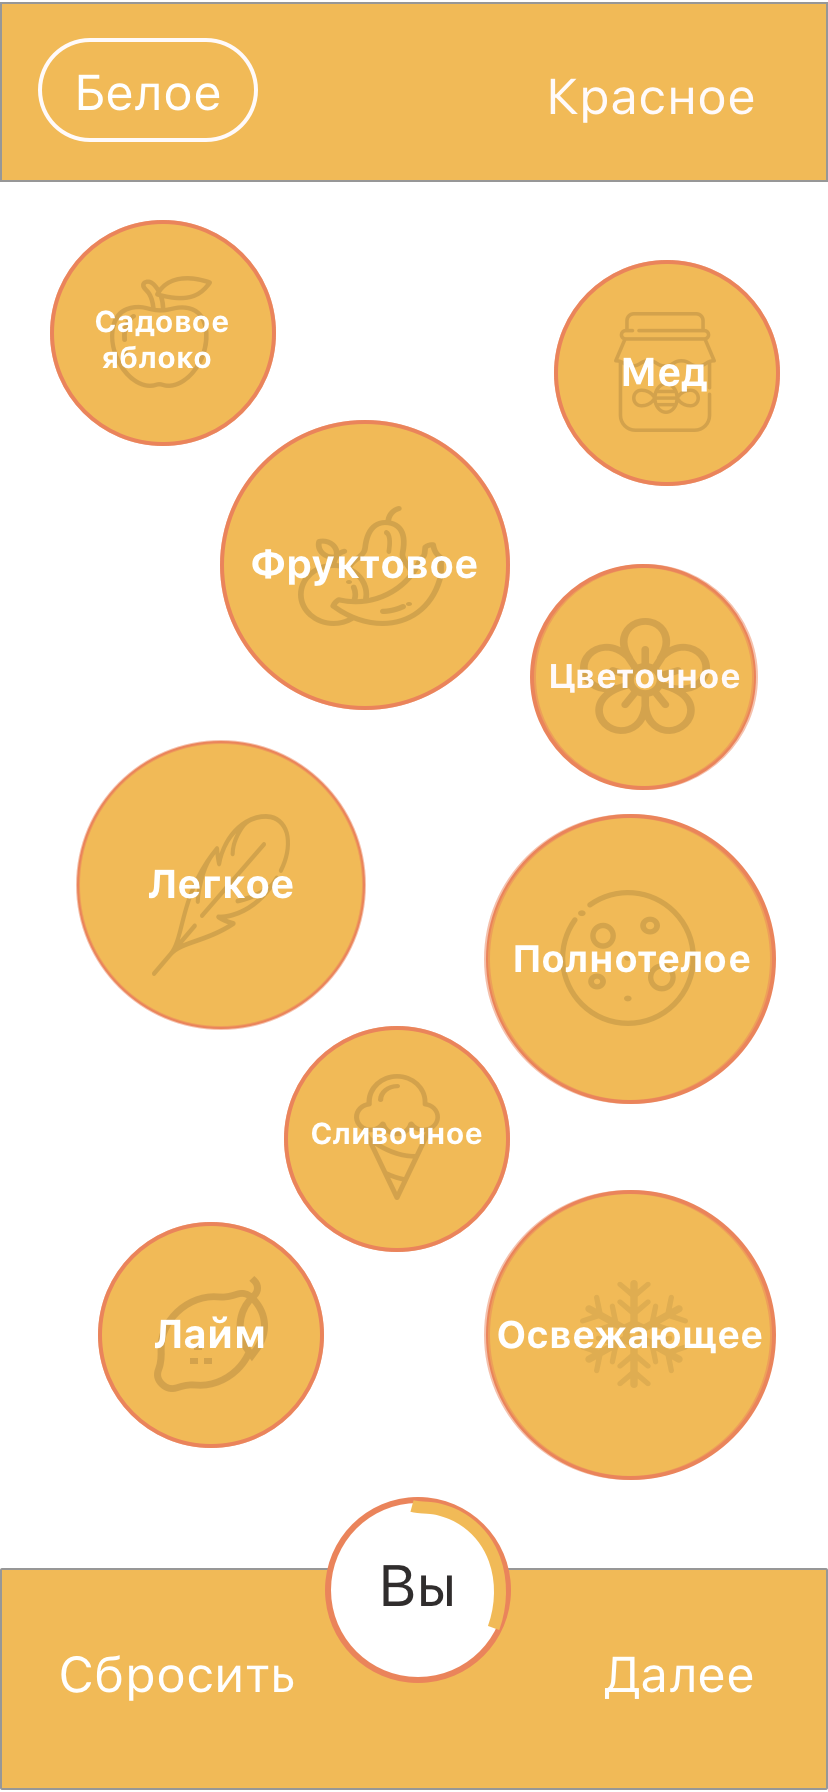 Белое
Красное
Садовое
яблоко
Мед
Фруктовое
Цветочное
Легкое
Полнотелое
Сливочное
Лайм
Освежающее
Вы
Сбросить
Далее